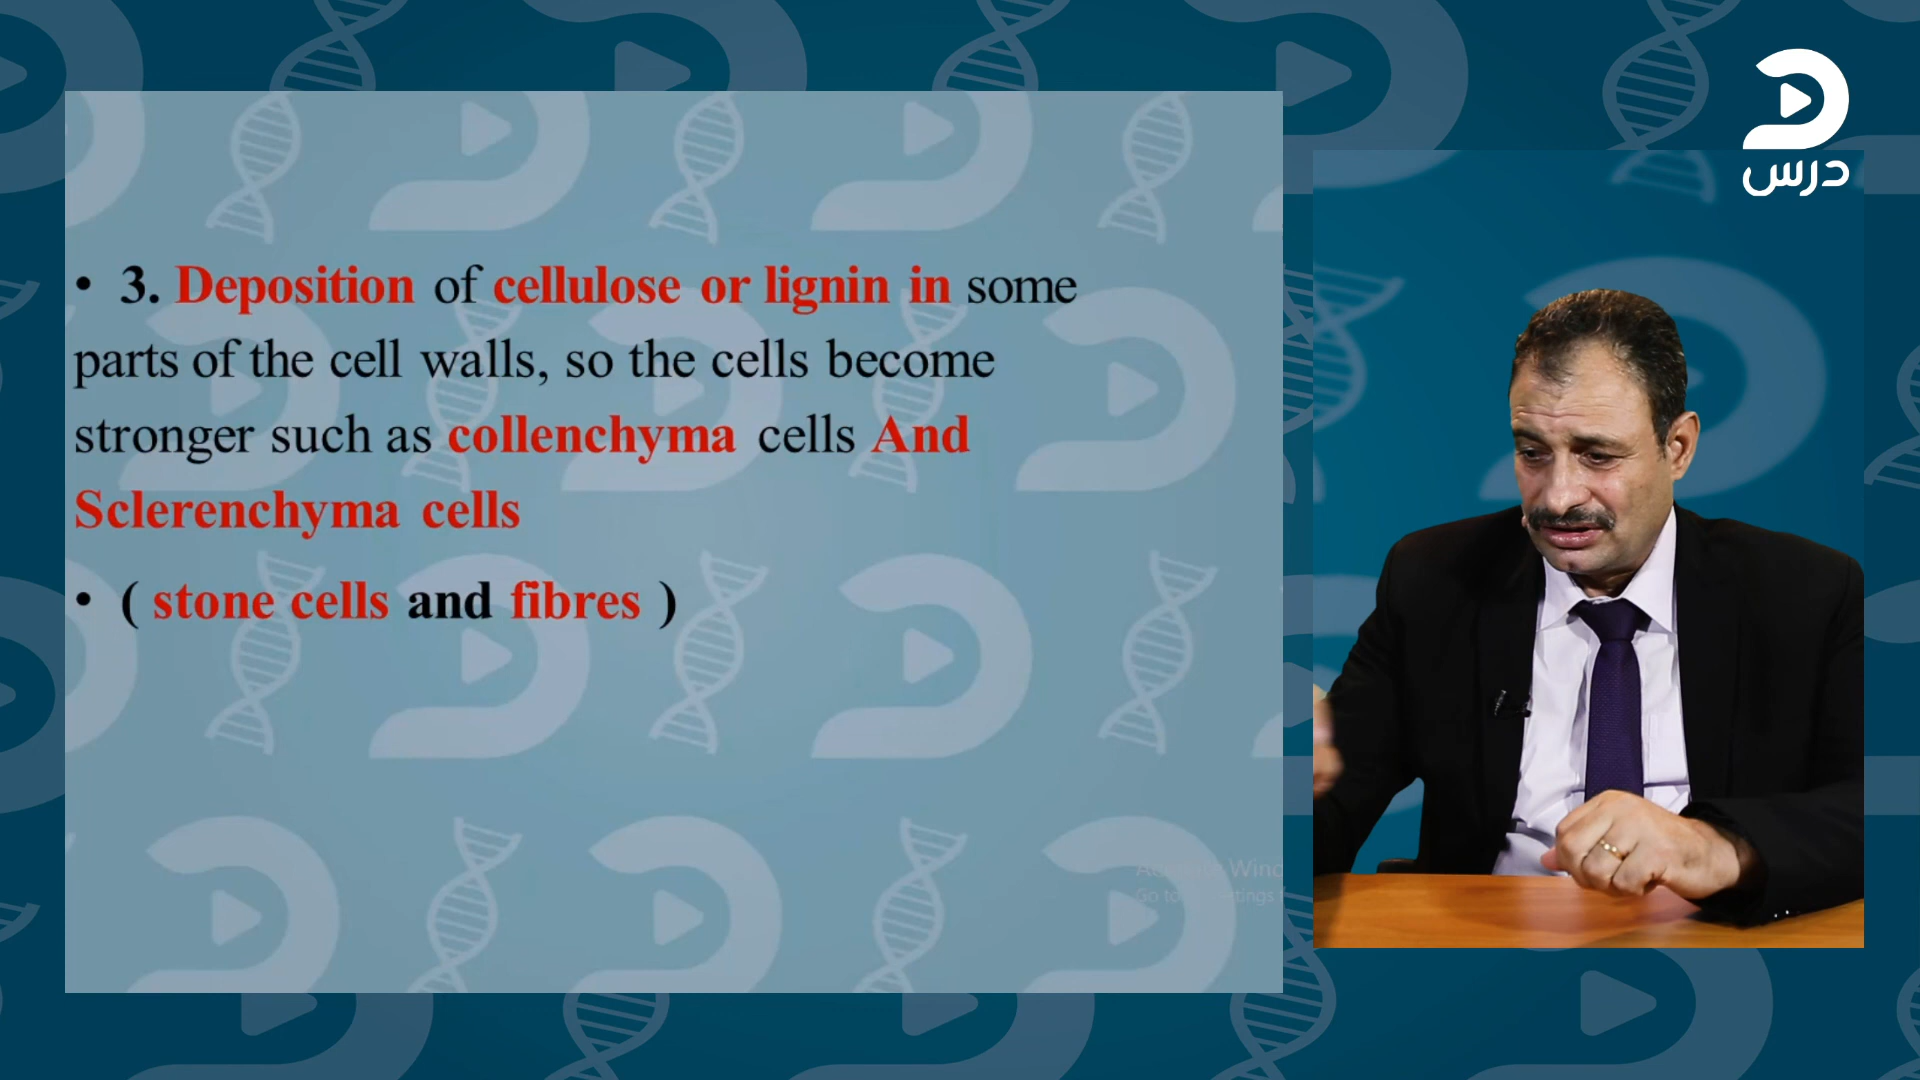 • 3. Deposition of cellulose or lignin in some
parts of the cell walls, so the cells become
stronger such as collenchyma cells And
Sclerenchyma cells
• ( stone cells and fibres )
درس